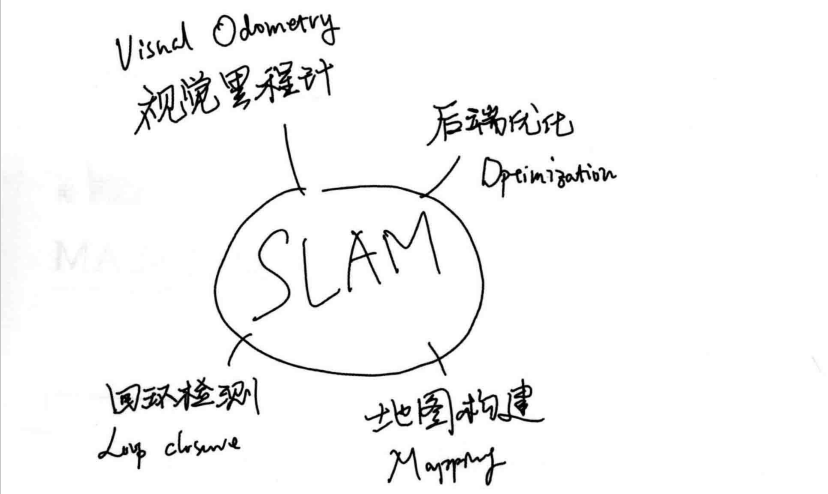 Visual Odometry
视觉里程计
后端优化
Optimization
SLAM
回环检测
Loop closure
地图构建
Mapping